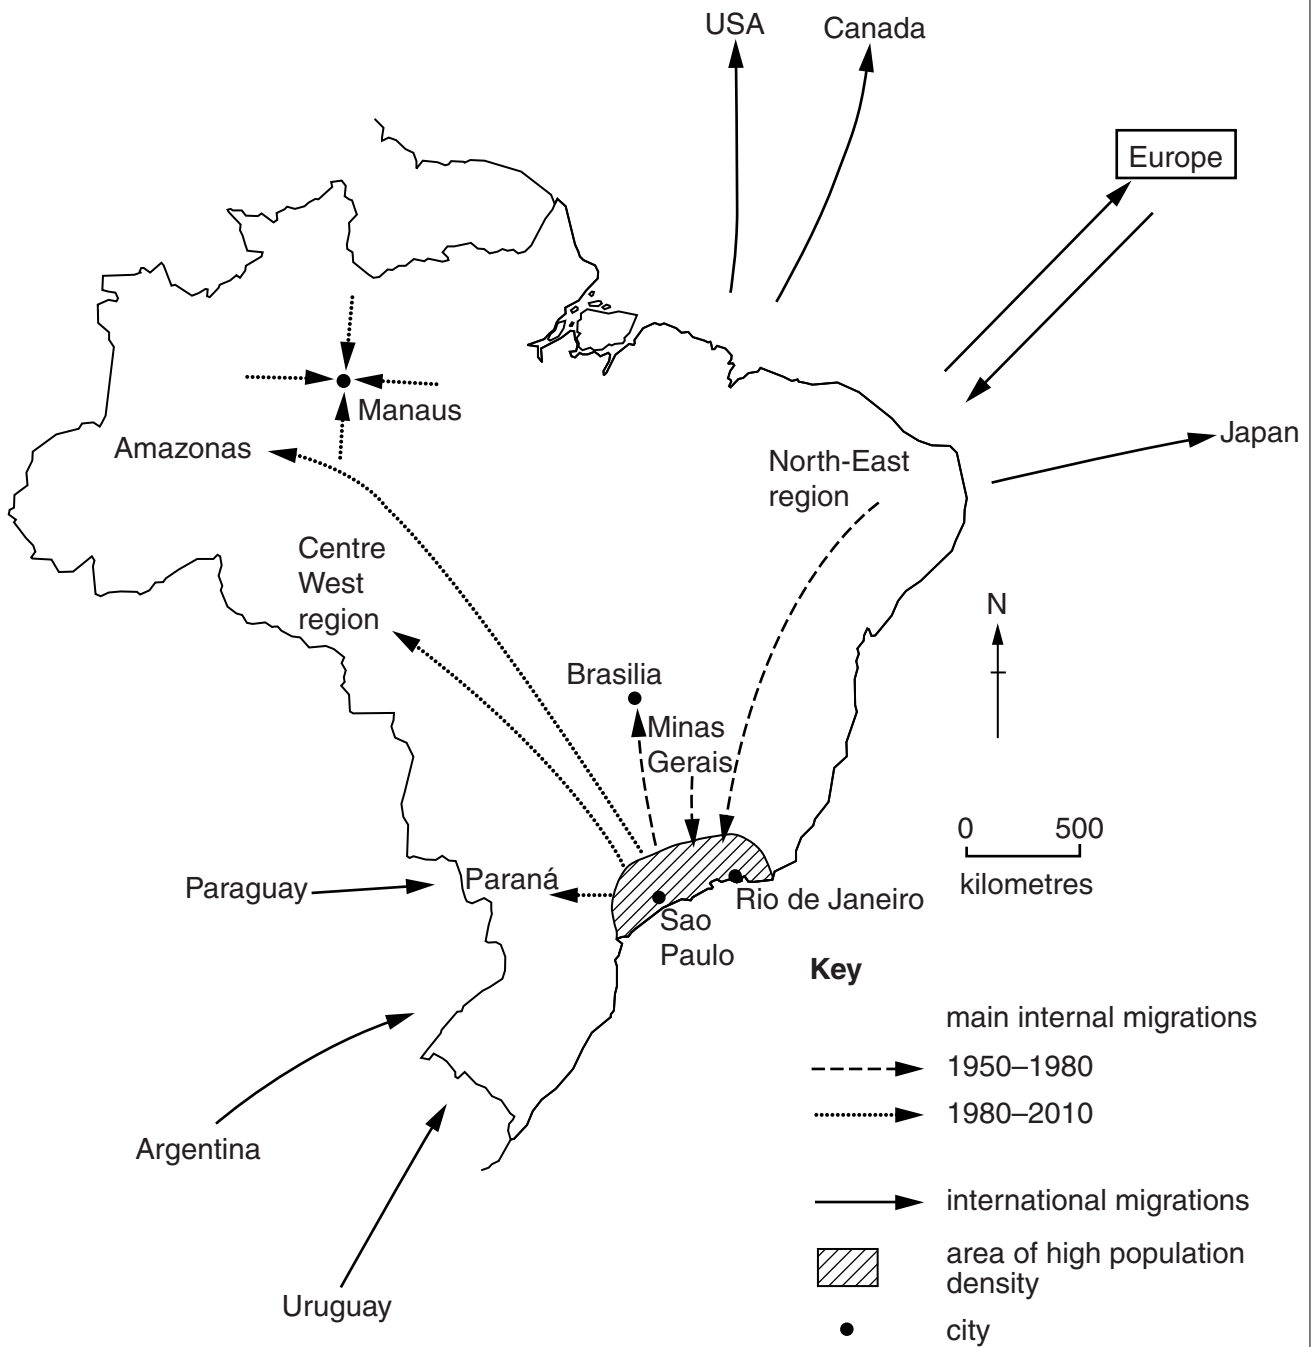 USA
Canada
Europe
Manaus
Amazonas
Japan
North-East
region
Centre
West
region
N
Brasilia
Minas
Gerais
0 500
kilometres
Paraguay
Paraná
Rio de Janeiro
Sao
Paulo
Key
main internal migrations
1950–1980
1980–2010
Argentina
international migrations
area of high population
density
Uruguay
city